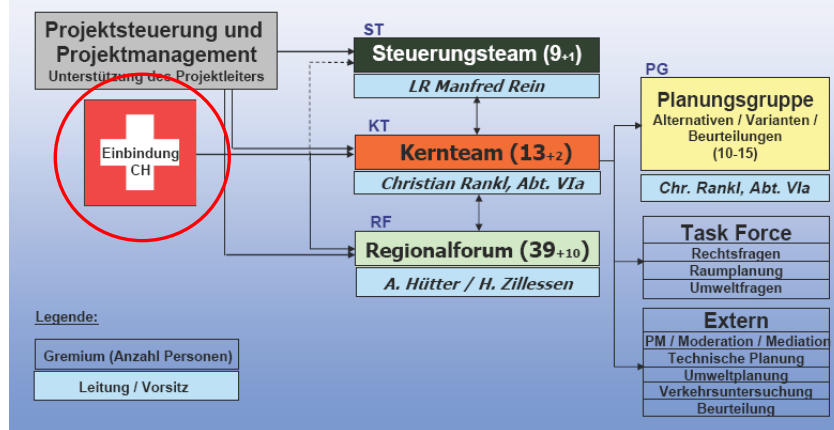 Projektsteuerung und
Projektmanagement
Unterstützung des Projektleiters
Einbindung
CH
ST
Steuerungsteam (9+1)
LR Manfred Rein
KT
Kernteam (13+2)
Christian Rankl, Abt. VIa
RF
Regionalforum (39+10)
A. Hütter / H. Zillessen
PG
Planungsgruppe
Alternativen / Varianten /
Beurteilungen
(10-15)
Chr. Rankl, Abt. VIa
Task Force
Rechtsfragen
Raumplanung
Umweltfragen
Extern
PM / Moderation / Mediation
Technische Planung
Umweltplanung
Verkehrsuntersuchung
Beurteilung
Legende:
Gremium (Anzahl Personen)
Leitung / Vorsitz